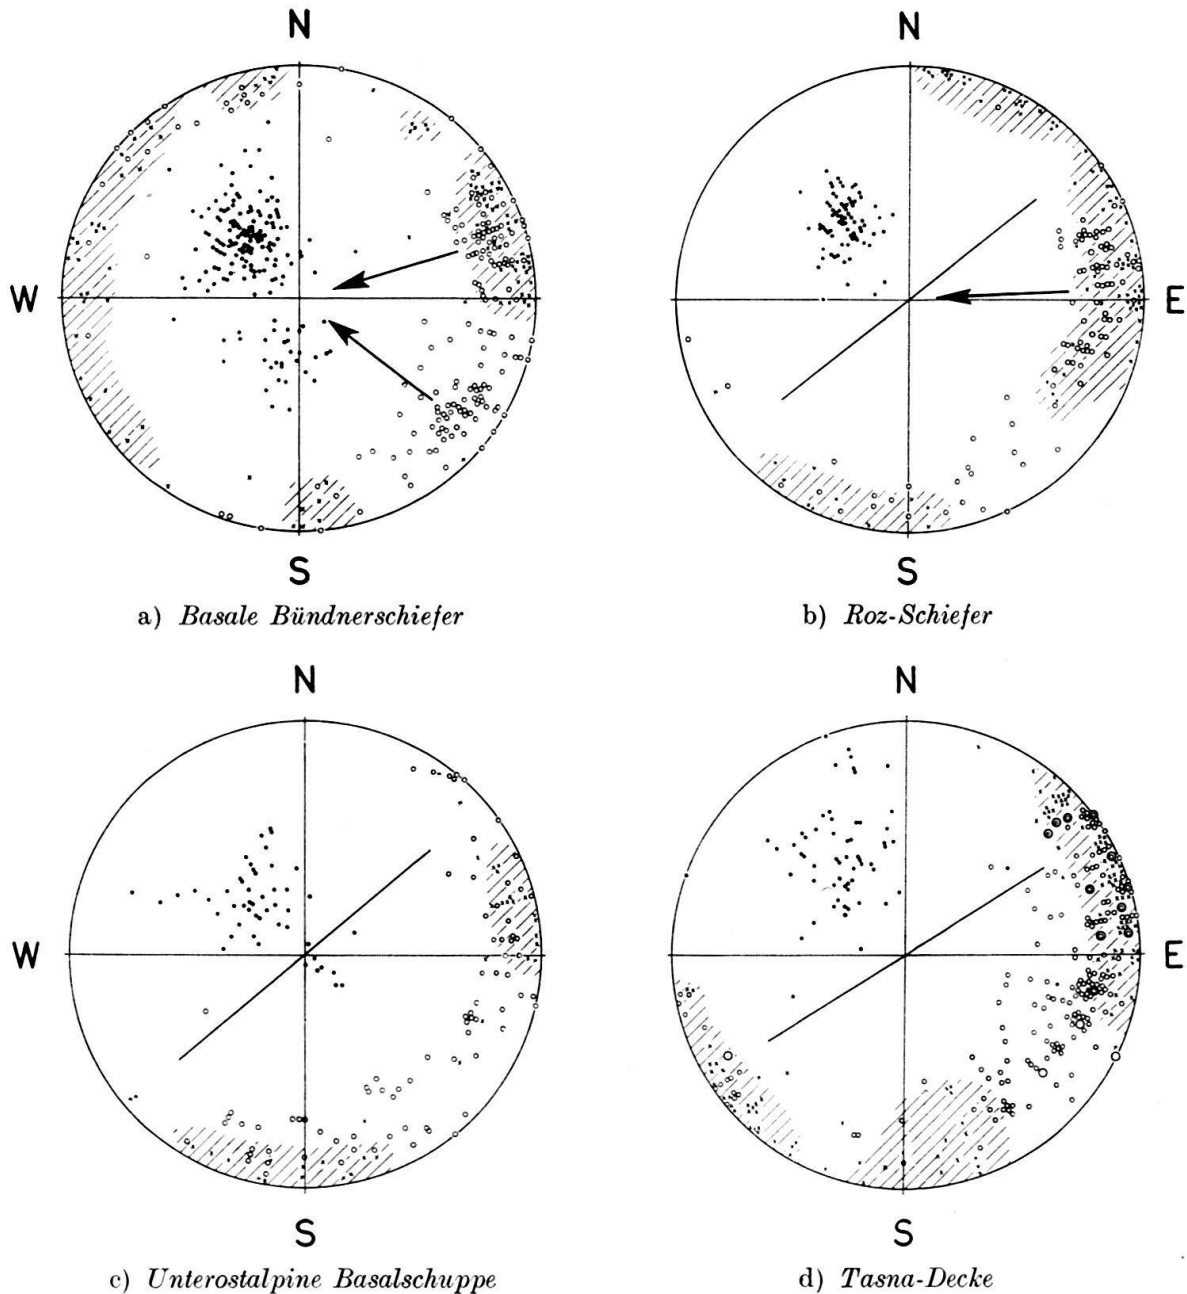 N N
W E
S S
a) Basale Bündnerschiefer b) Roz-Schiefer
N N
W E
S S
c) Unterostalpine Basalschuppe d) Tasna-Decke